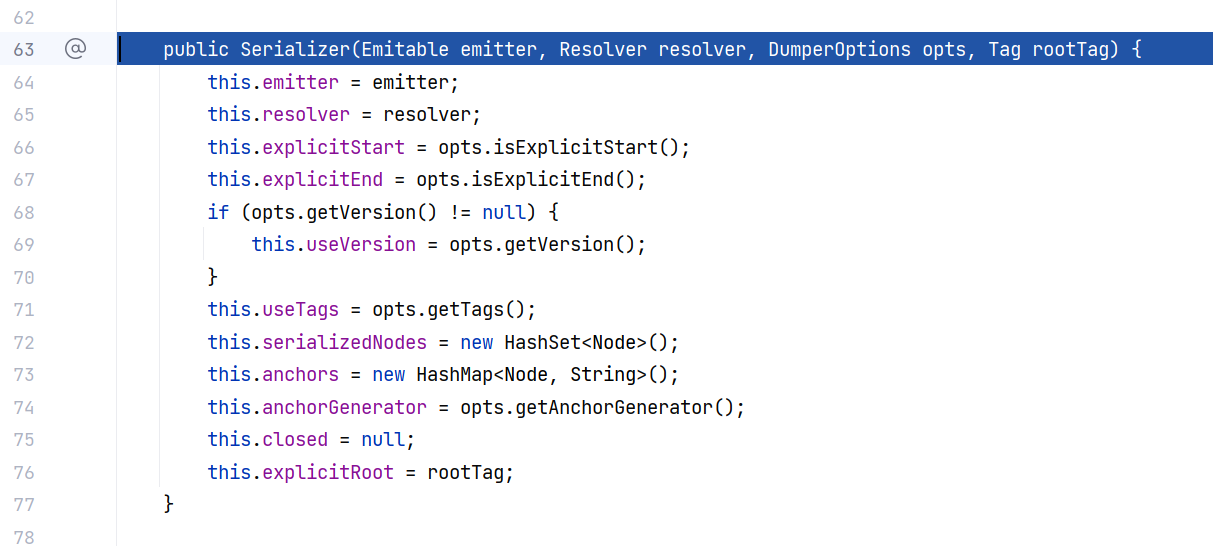 62
63 @ public Serializer(Emitable emitter, Resolver resolver, DumperOptions opts, Tag rootTag) {
64 this.emitter = emitter;
65 this.resolver = resolver;
66 this.explicitStart = opts.isExplicitStart();
67 this.explicitEnd = opts.isExplicitEnd();
68 if (opts.getVersion() != null) {
69 this.useVersion = opts.getVersion();
70 }
71 this.useTags = opts.getTags();
72 this.serializedNodes = new HashSet<Node>();
73 this.anchors = new HashMap<Node, String>();
74 this.anchorGenerator = opts.getAnchorGenerator();
75 this.closed = null;
76 this.explicitRoot = rootTag;
77 }
78